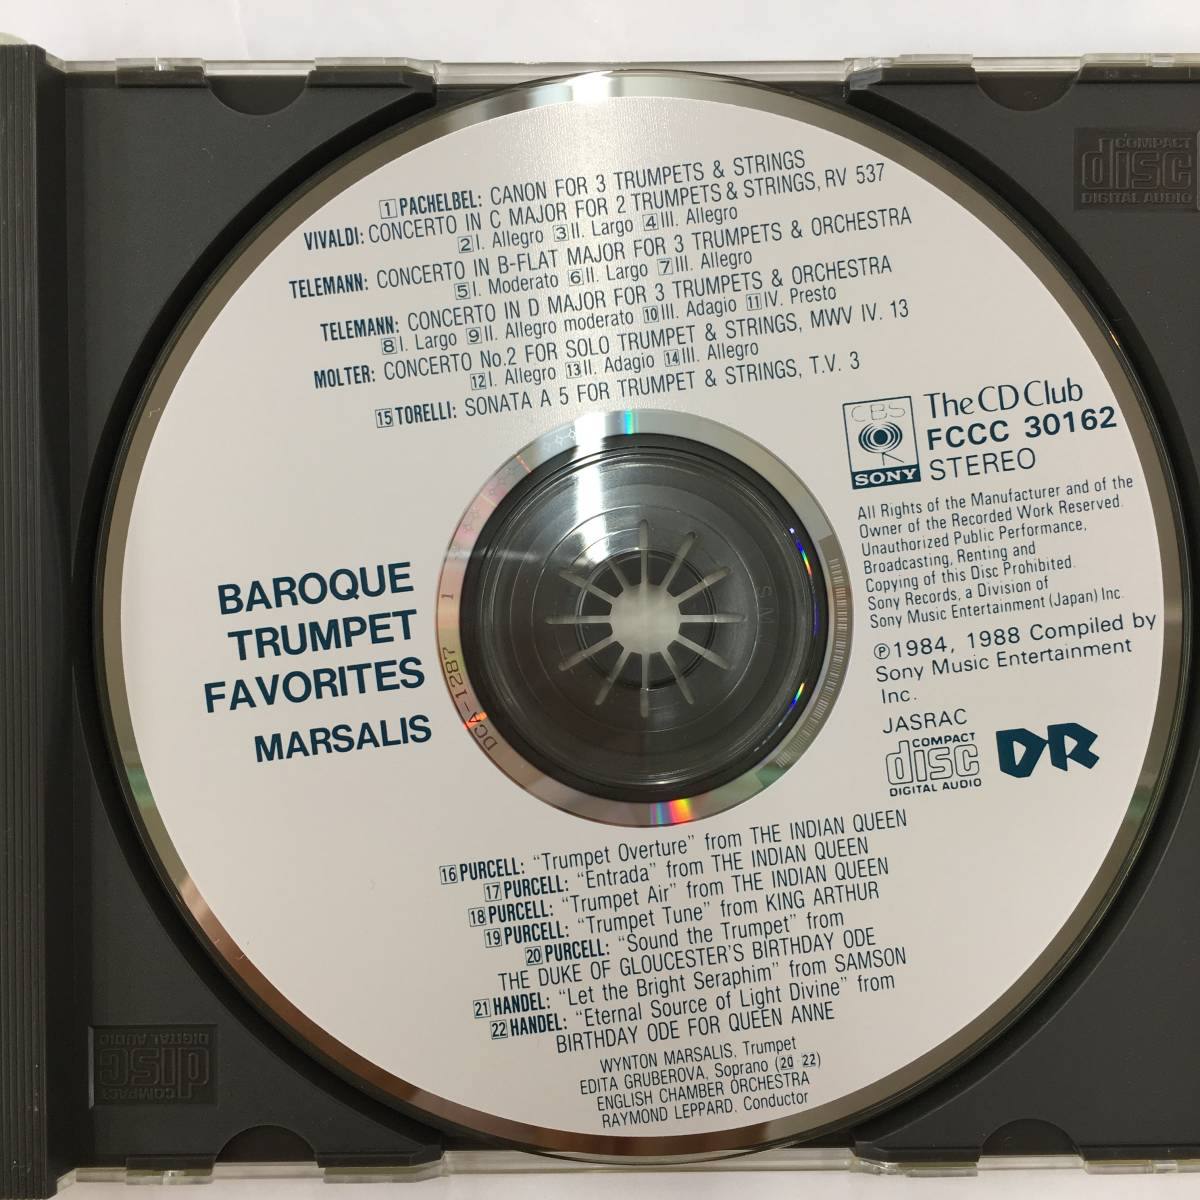 1 PACHELBEL: CANON FOR 3 TRUMPETS & STRINGS
VIVALDI: CONCERTO IN C MAJOR FOR 2 TRUMPETS & STRINGS, RV 537
2 I. Allegro 3 II. Largo 4 III. Allegro
TELEMANN: CONCERTO IN B-FLAT MAJOR FOR 3 TRUMPETS & ORCHESTRA
5 I. Moderato 6 II. Largo 7 III. Allegro
TELEMANN: CONCERTO IN D MAJOR FOR 3 TRUMPETS & ORCHESTRA
8 I. Largo 9 II. Allegro moderato 10 III. Adagio 11 IV. Presto
MOLTER: CONCERTO No.2 FOR SOLO TRUMPET & STRINGS, MWV IV. 13
12 I. Allegro 13 II. Adagio 14 III. Allegro
15 TORELLI: SONATA A 5 FOR TRUMPET & STRINGS, T.V. 3
CBS
SONY
The CD Club
FCCC 30162
STEREO
All Rights of the Manufacturer and of the
Owner of the Recorded Work Reserved.
Unauthorized Public Performance,
Broadcasting, Renting and
Copying of this Disc Prohibited.
Sony Records, a Division of
Sony Music Entertainment (Japan) Inc.
℗1984, 1988 Compiled by
Sony Music Entertainment
Inc.
JASRAC
COMPACT
disc
DIGITAL AUDIO
DR
BAROQUE
TRUMPET
FAVORITES
MARSALIS
DCA-1287 1
16 PURCELL: "Trumpet Overture" from THE INDIAN QUEEN
17 PURCELL: "Entrada" from THE INDIAN QUEEN
18 PURCELL: "Trumpet Air" from THE INDIAN QUEEN
19 PURCELL: "Trumpet Tune" from KING ARTHUR
20 PURCELL: "Sound the Trumpet" from
THE DUKE OF GLOUCESTER'S BIRTHDAY ODE
21 HANDEL: "Let the Bright Seraphim" from SAMSON
22 HANDEL: "Eternal Source of Light Divine" from
BIRTHDAY ODE FOR QUEEN ANNE
WYNTON MARSALIS, Trumpet
EDITA GRUBEROVA, Soprano (20 22)
ENGLISH CHAMBER ORCHESTRA
RAYMOND LEPPARD, Conductor
COMPACT
disc
DIGITAL AUDIO
COMPACT
disc
DIGITAL AUDIO